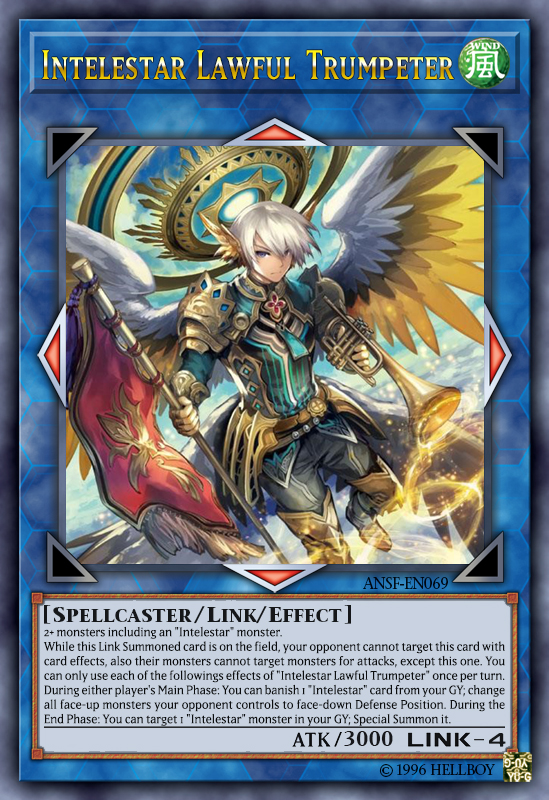 INTELESTAR LAWFUL TRUMPETER
WIND
風
ANSF-EN069
[SPELLCASTER/LINK/EFFECT]
2+ monsters including an "Intelestar" monster.
While this Link Summoned card is on the field, your opponent cannot target this card with
card effects, also their monsters cannot target monsters for attacks, except this one. You
can only use each of the followings effects of "Intelestar Lawful Trumpeter" once per turn.
During either player's Main Phase: You can banish 1 "Intelestar" card from your GY; change
all face-up monsters your opponent controls to face-down Defense Position. During the
End Phase: You can target 1 "Intelestar" monster in your GY; Special Summon it.
ATK/3000 LINK-4
© 1996 HELLBOY